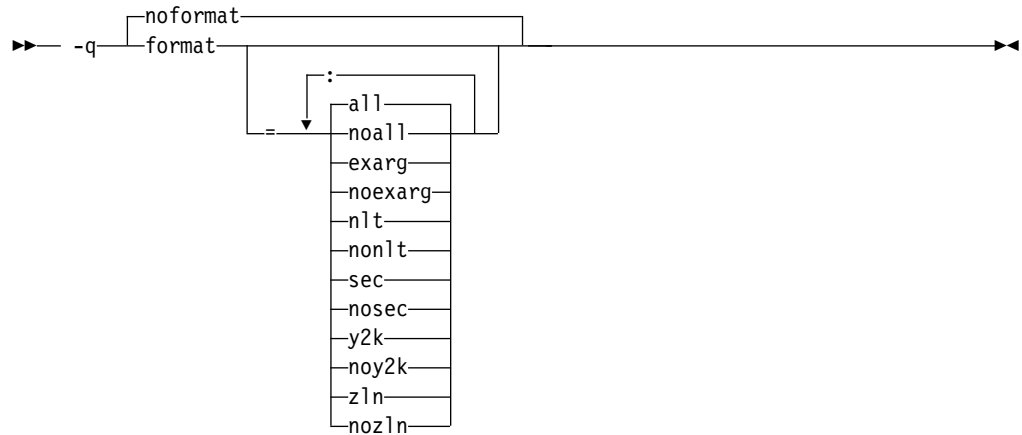 noformat
-q format
:
all
= noall
exarg
noexarg
nlt
nonlt
sec
nosec
y2k
noy2k
zln
nozln